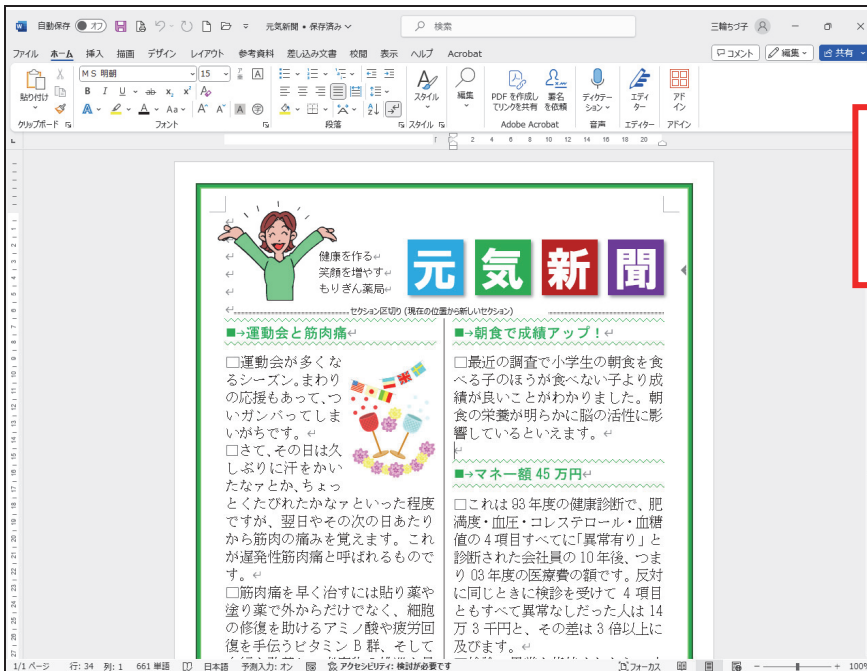 自動保存 オフ 元気新聞 • 保存済み 検索 三輪ちづ子
ファイル ホーム 挿入 描画 デザイン レイアウト 参考資料 差し込み文書 校閲 表示 ヘルプ Acrobat コメント 編集 共有
MS 明朝 15
貼り付け スタイル 編集 PDF を作成し てリンクを共有 署名 を依頼 ディクテー ション エディ ター アド イン
クリップボード フォント 段落 スタイル Adobe Acrobat 音声 エディター アドイン
2 4 6 8 10 12 14 16 18 20
健康を作る
笑顔を増やす
もりぎん薬局
元気新聞
セクション区切り (現在の位置から新しいセクション)
■→運動会と筋肉痛
□運動会が多くな
るシーズン。まわり
の応援もあって、つ
いガンバってしま
いがちです。
□さて、その日は久
しぶりに汗をかい
たなァとか、ちょっ
とくたびれたかなァといった程度
ですが、翌日やその次の日あたり
から筋肉の痛みを覚えます。これ
が遅発性筋肉痛と呼ばれるもので
す。
□筋肉痛を早く治すには貼り薬や
塗り薬で外からだけでなく、細胞
の修復を助けるアミノ酸や疲労回
復を手伝うビタミン B 群、そして
■→朝食で成績アップ！
□最近の調査で小学生の朝食を食
べる子のほうが食べない子より成
績が良いことがわかりました。朝
食の栄養が明らかに脳の活性に影
響しているといえます。
■→マネー額 45 万円
□これは 93 年度の健康診断で、肥
満度・血圧・コレステロール・血糖
値の 4 項目すべてに「異常有り」と
診断された会社員の 10 年後、つま
り 03 年度の医療費の額です。反対
に同じときに検診を受けて 4 項目
ともすべて異常なしだった人は 14
万 3 千円と、その差は 3 倍以上に
及びます。
1/1 ページ 行: 34 列: 1 661 単語 日本語 予測入力: オン アクセシビリティ: 検討が必要です フォーカス 100%